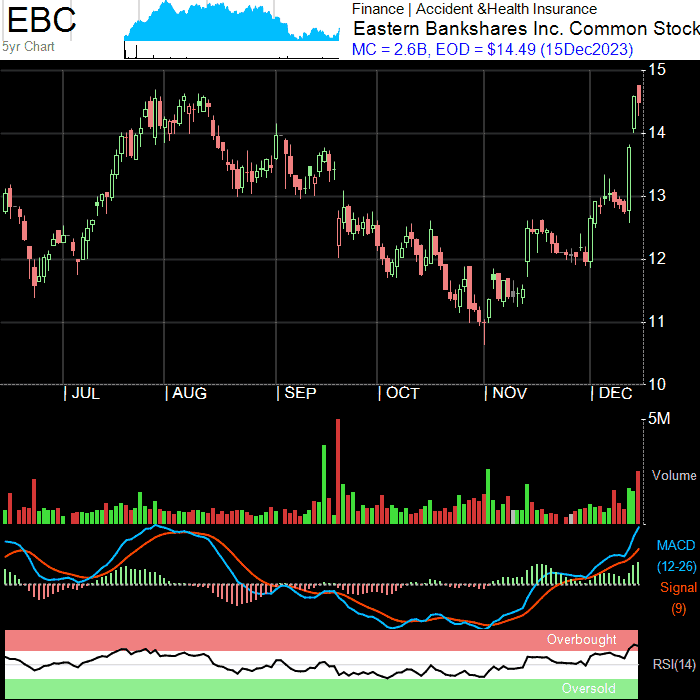 EBC
5yr Chart
Finance | Accident &Health Insurance
Eastern Bankshares Inc. Common Stock
MC = 2.6B, EOD = $14.49 (15Dec2023)
15
14
13
12
11
10
| JUL | AUG | SEP | OCT | NOV | DEC
5M
Volume
MACD
(12-26)
Signal
(9)
Overbought
RSI(14)
Oversold